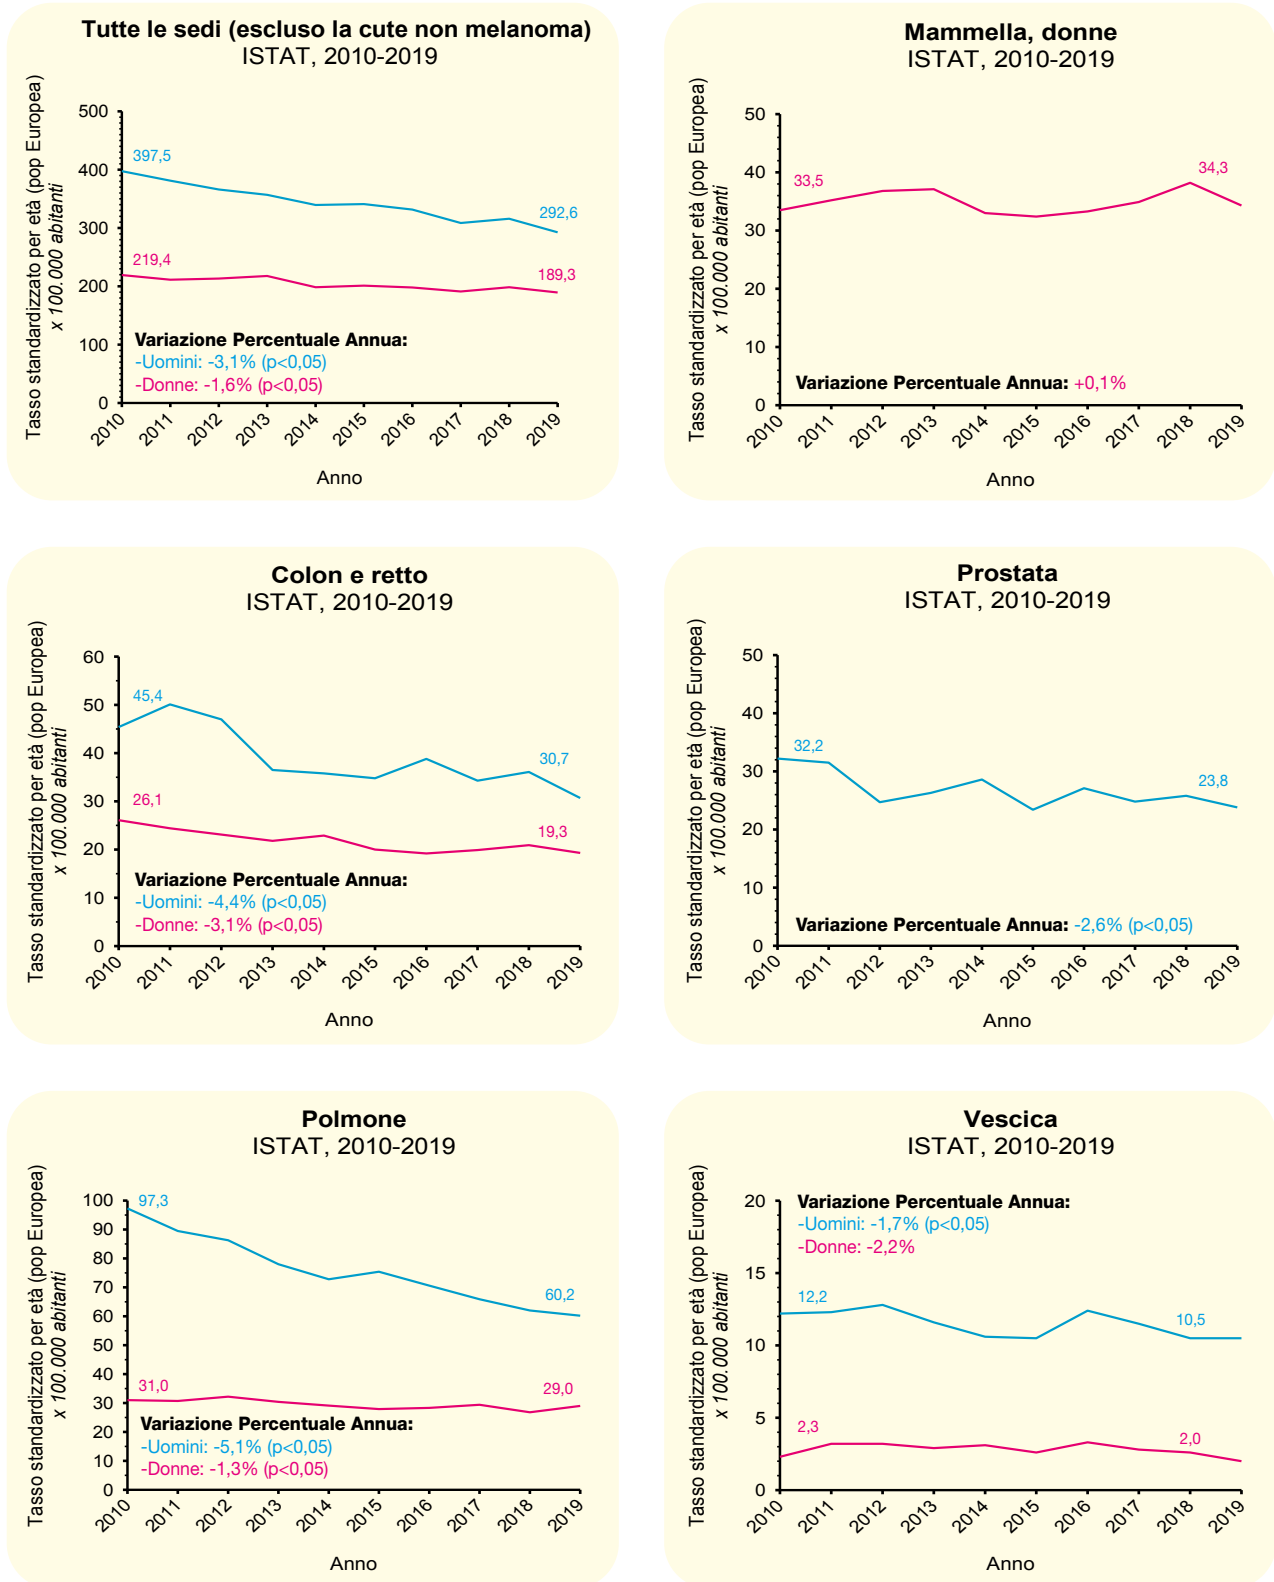 Tutte le sedi (escluso la cute non melanoma)
ISTAT, 2010-2019
Tasso standardizzato per età (pop Europea)
x 100.000 abitanti
500
400
300
200
100
0
397,5
292,6
219,4
189,3
Variazione Percentuale Annua:
-Uomini: -3,1% (p<0,05)
-Donne: -1,6% (p<0,05)
2010 2011 2012 2013 2014 2015 2016 2017 2018 2019
Anno
Mammella, donne
ISTAT, 2010-2019
Tasso standardizzato per età (pop Europea)
x 100.000 abitanti
50
40
30
20
10
0
33,5
34,3
Variazione Percentuale Annua: +0,1%
2010 2011 2012 2013 2014 2015 2016 2017 2018 2019
Anno
Colon e retto
ISTAT, 2010-2019
Tasso standardizzato per età (pop Europea)
x 100.000 abitanti
60
50
40
30
20
10
0
45,4
30,7
26,1
19,3
Variazione Percentuale Annua:
-Uomini: -4,4% (p<0,05)
-Donne: -3,1% (p<0,05)
2010 2011 2012 2013 2014 2015 2016 2017 2018 2019
Anno
Prostata
ISTAT, 2010-2019
Tasso standardizzato per età (pop Europea)
x 100.000 abitanti
50
40
30
20
10
0
32,2
23,8
Variazione Percentuale Annua: -2,6% (p<0,05)
2010 2011 2012 2013 2014 2015 2016 2017 2018 2019
Anno
Polmone
ISTAT, 2010-2019
Tasso standardizzato per età (pop Europea)
x 100.000 abitanti
100
90
80
70
60
50
40
30
20
10
0
97,3
60,2
31,0
29,0
Variazione Percentuale Annua:
-Uomini: -5,1% (p<0,05)
-Donne: -1,3% (p<0,05)
2010 2011 2012 2013 2014 2015 2016 2017 2018 2019
Anno
Vescica
ISTAT, 2010-2019
Tasso standardizzato per età (pop Europea)
x 100.000 abitanti
20
15
10
5
0
Variazione Percentuale Annua:
-Uomini: -1,7% (p<0,05)
-Donne: -2,2%
12,2
10,5
2,3
2,0
2010 2011 2012 2013 2014 2015 2016 2017 2018 2019
Anno